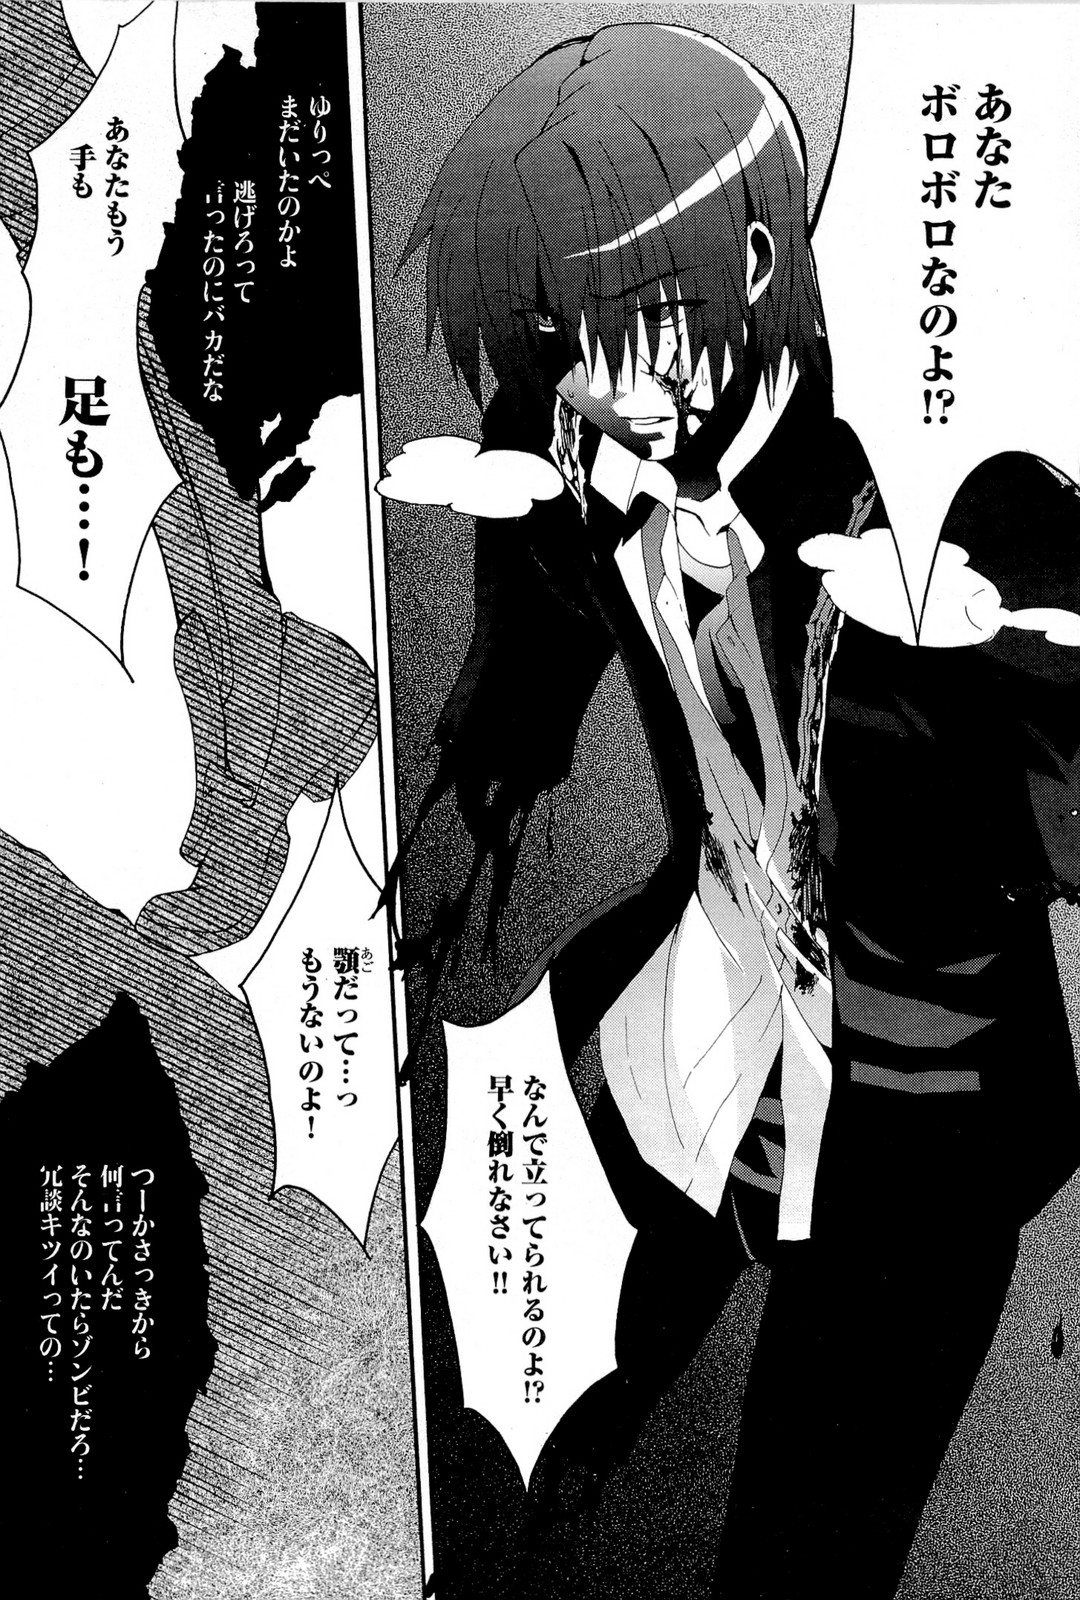 あなた
ボロボロなのよ!?
なんで立ってられるのよ!?
早く倒れなさい!!
ゆりっぺ
まだいたのかよ
逃げろって
言ったのにバカだな
あなたもう
手も
足も…‥!
顎だって…っ
あご
もうないのよ!
つーかさっきから
何言ってんだ
そんなのいたらゾンビだろ…
冗談キツイっての…